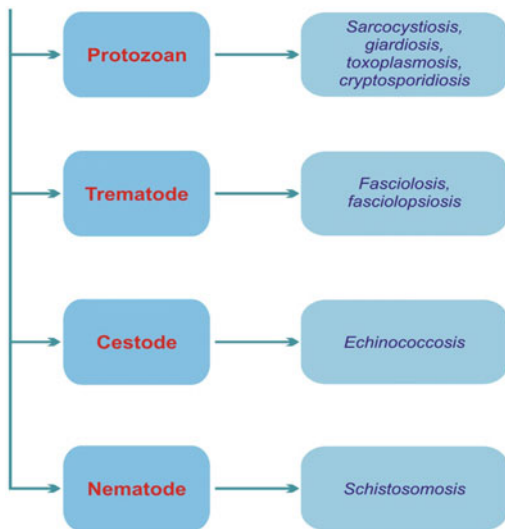 Protozoan
Sarcocystiosis,
giardiosis,
toxoplasmosis,
cryptosporidiosis
Trematode
Fasciolosis,
fasciolopsiosis
Cestode
Echinococcosis
Nematode
Schistosomosis